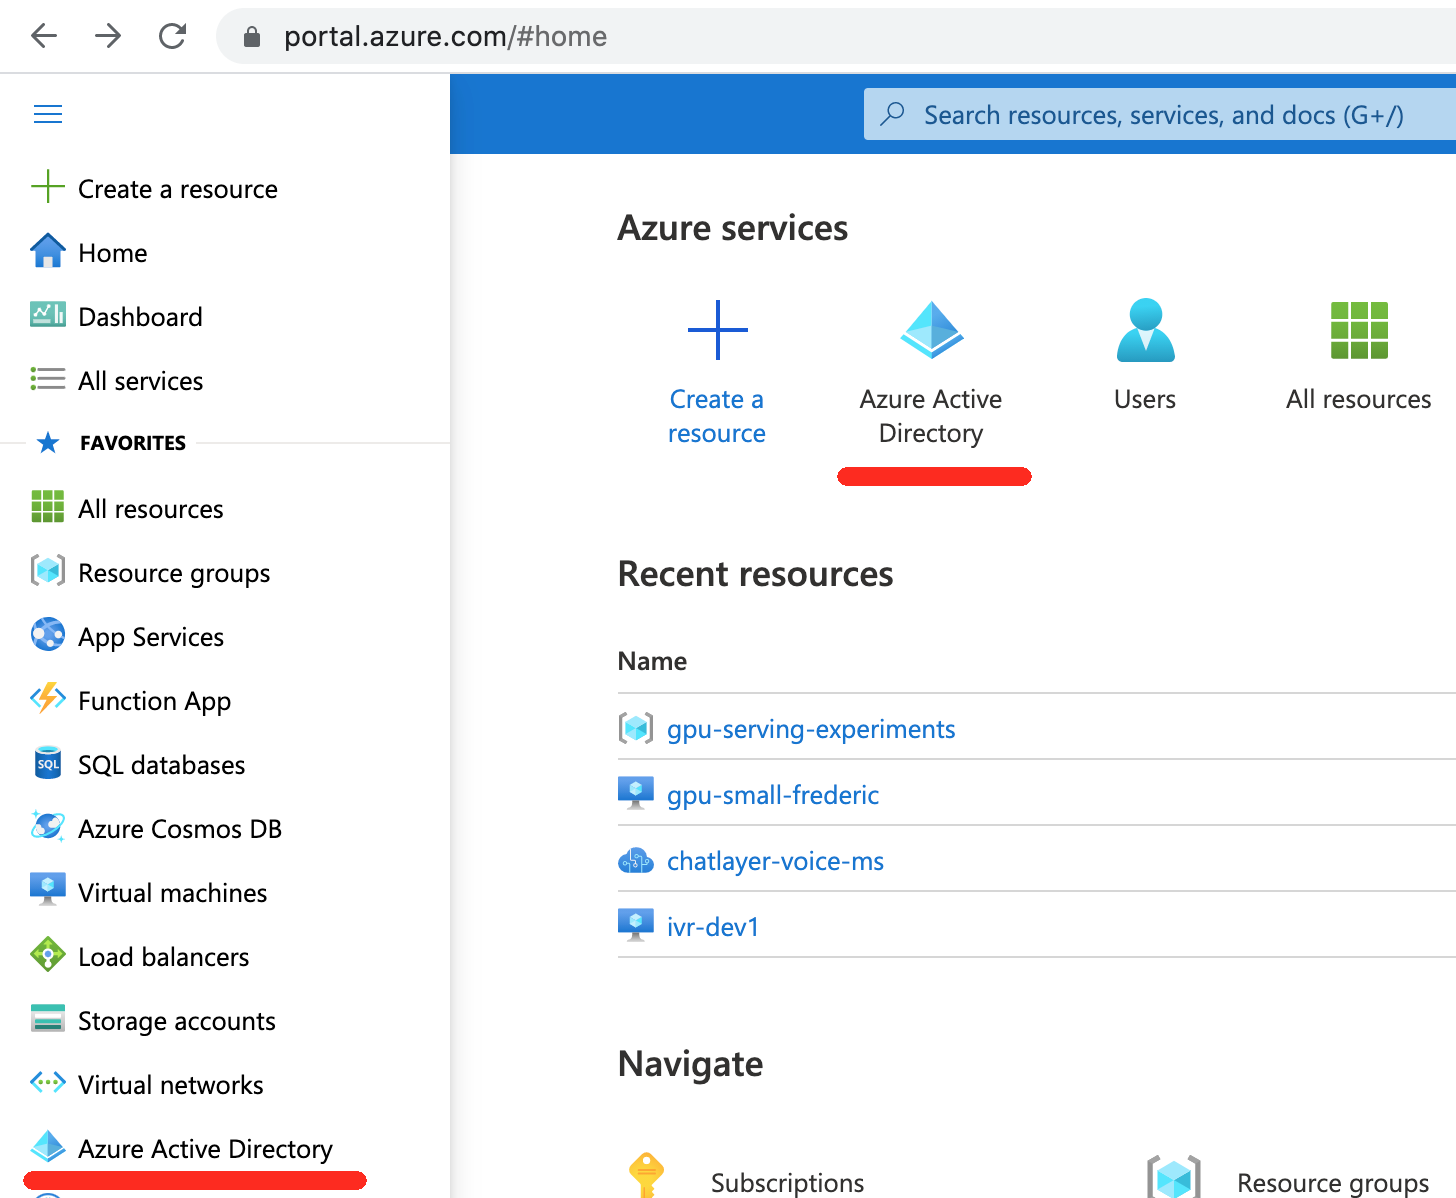 portal.azure.com/#home
Search resources, services, and docs (G+/)
Create a resource
Home
Dashboard
All services
FAVORITES
All resources
Resource groups
App Services
Function App
SQL
SQL databases
Azure Cosmos DB
Virtual machines
Load balancers
Storage accounts
Virtual networks
Azure Active Directory
Azure services
Create a
resource
Azure Active
Directory
Users
All resources
Recent resources
Name
gpu-serving-experiments
gpu-small-frederic
chatlayer-voice-ms
ivr-dev1
Navigate
Subscriptions
Resource groups